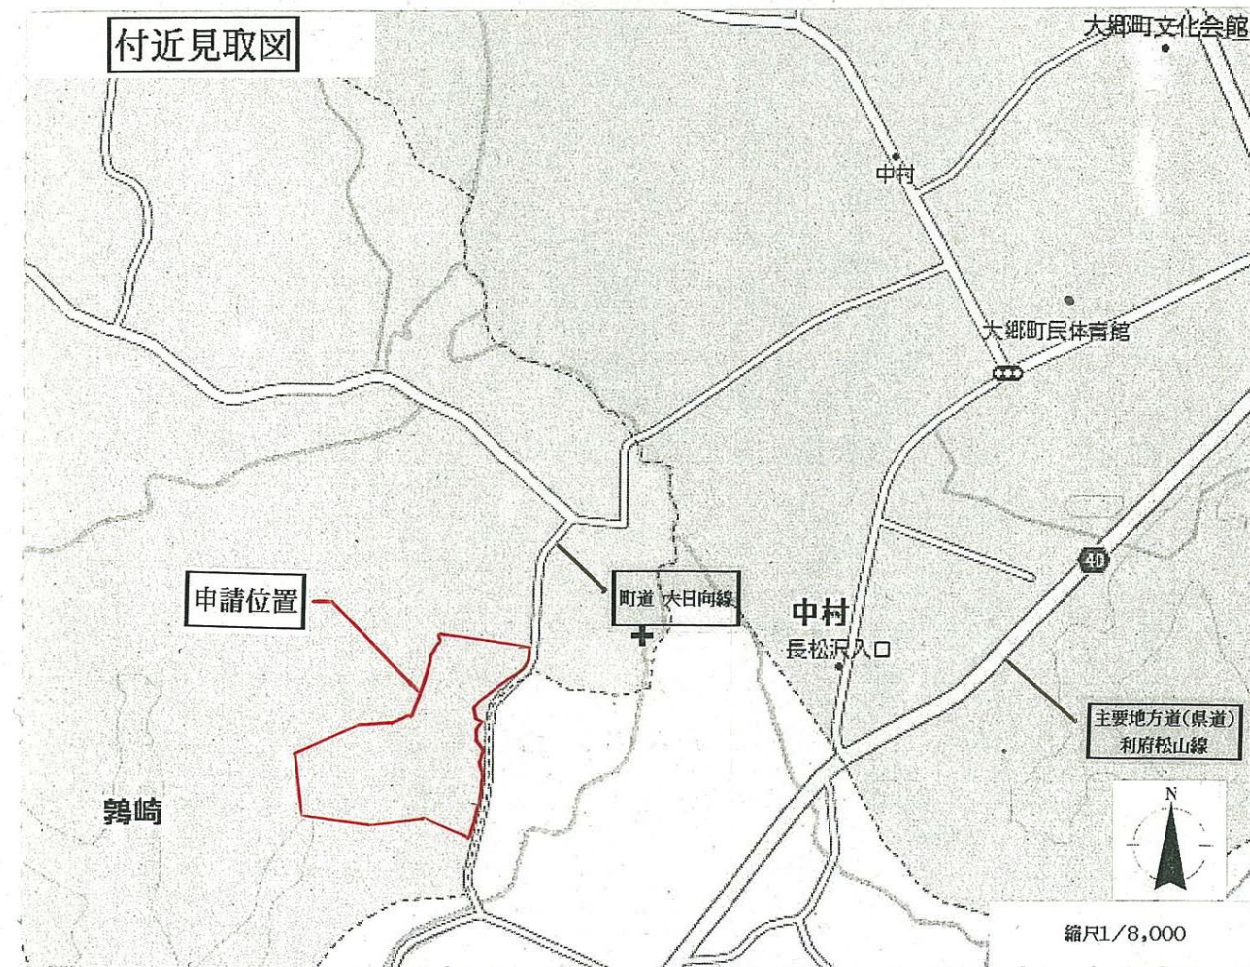 付近見取図
大郷町文化会館
中村
大郷町民体育館
40
申請位置
町道 大日向線
中村
長松沢入口
主要地方道(県道)
利府松山線
鶉崎
N
縮尺1/8,000